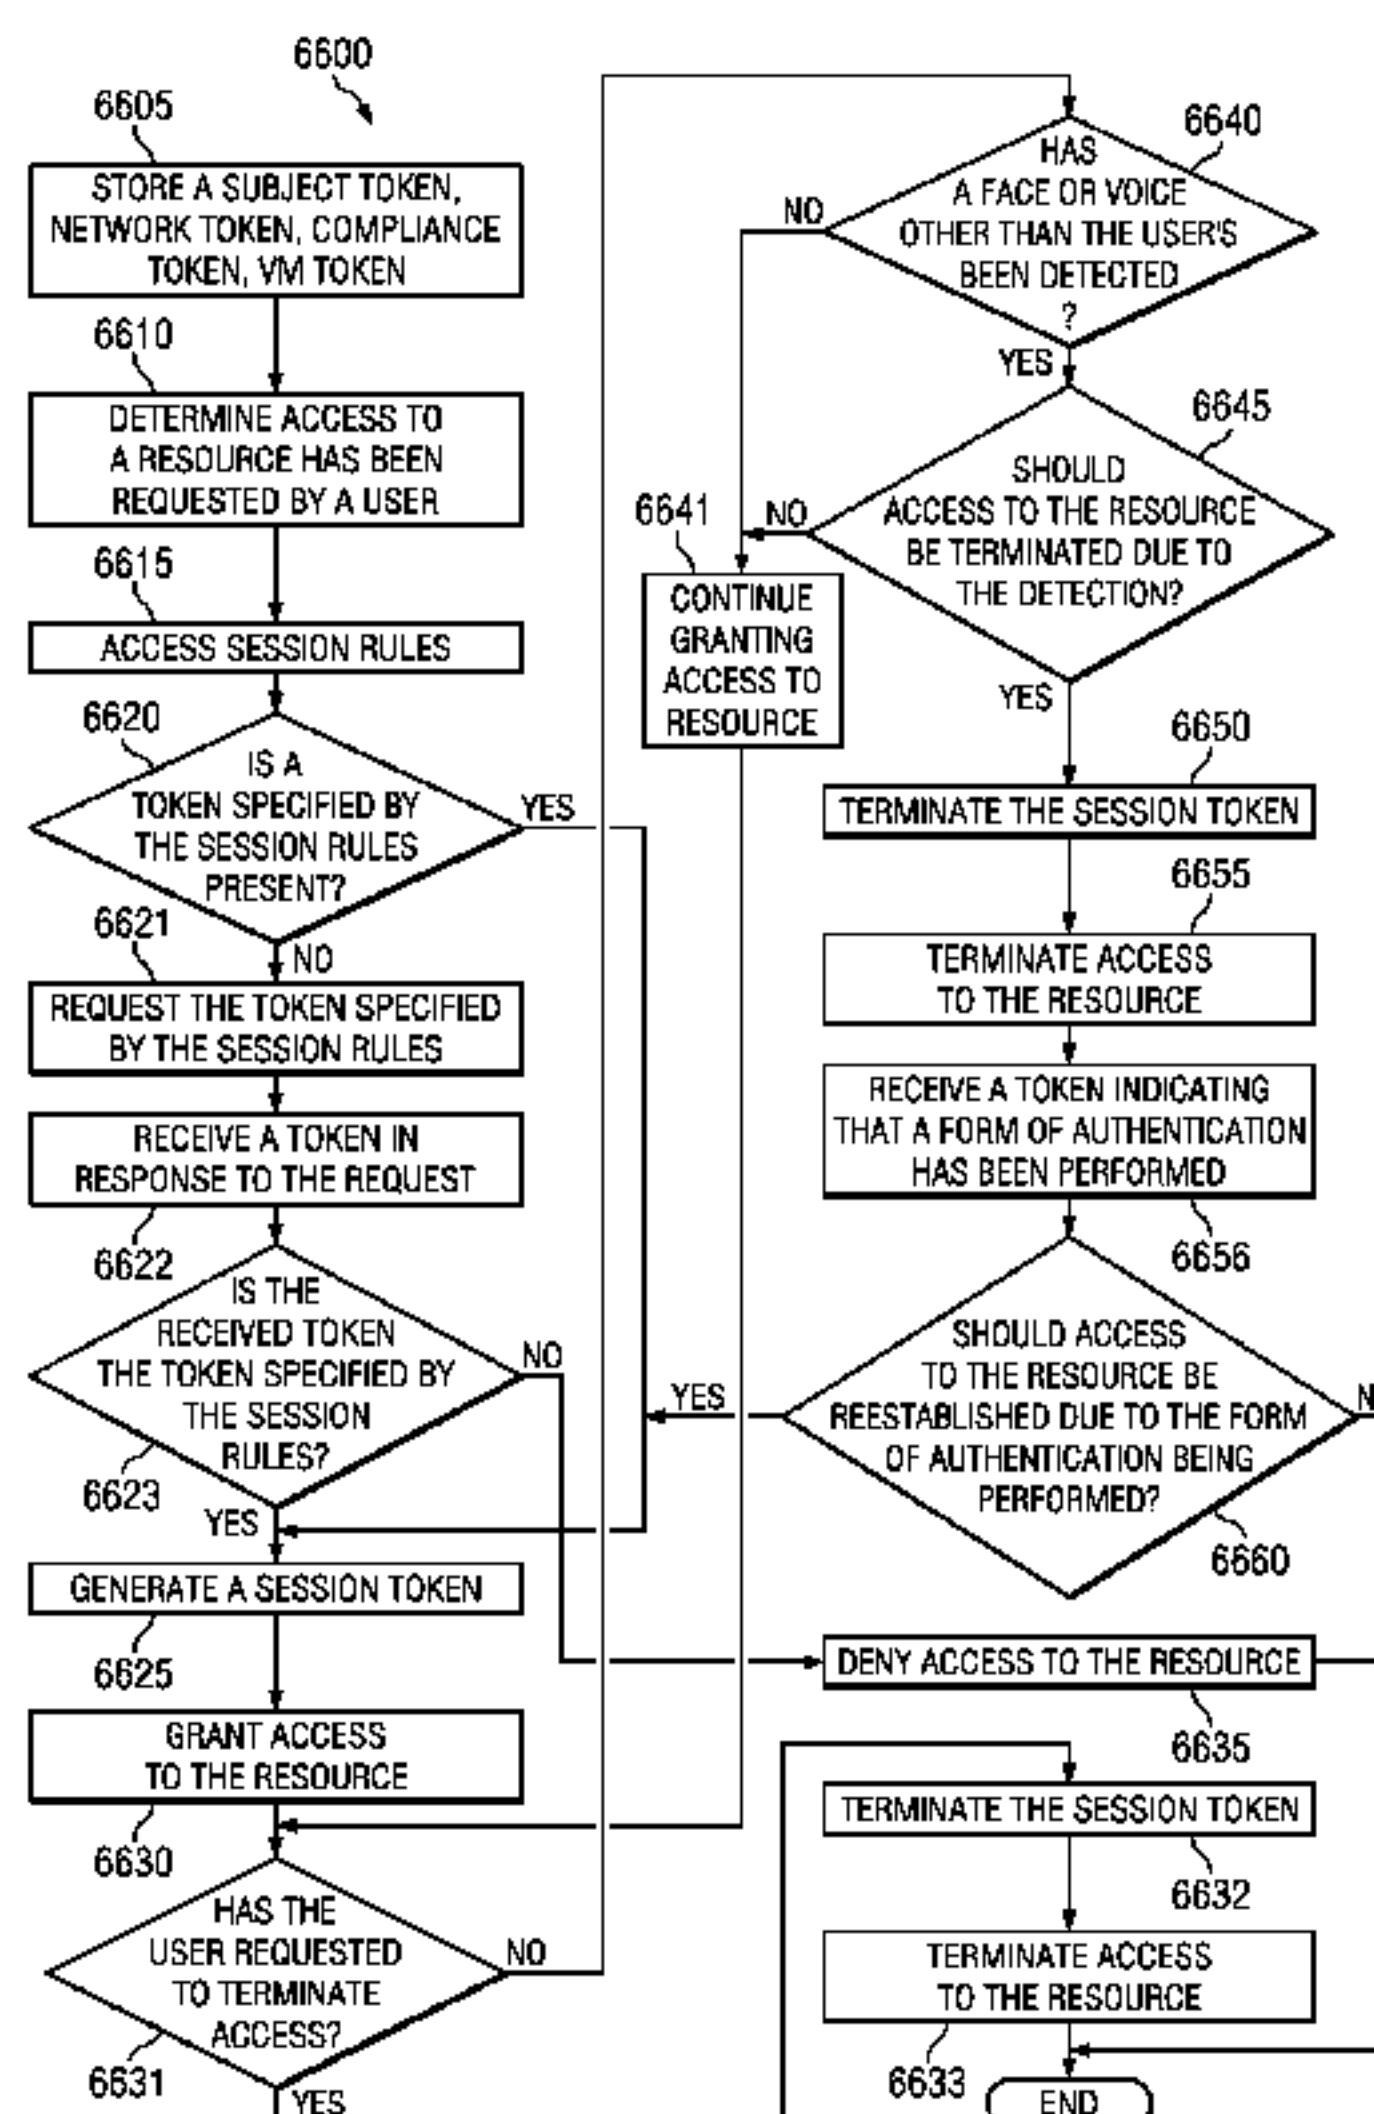 6600
6605
STORE A SUBJECT TOKEN,
NETWORK TOKEN, COMPLIANCE
TOKEN, VM TOKEN
6610
DETERMINE ACCESS TO
A RESOURCE HAS BEEN
REQUESTED BY A USER
6615
ACCESS SESSION RULES
6620
IS A
TOKEN SPECIFIED BY
THE SESSION RULES
PRESENT?
YES
6621
NO
REQUEST THE TOKEN SPECIFIED
BY THE SESSION RULES
RECEIVE A TOKEN IN
RESPONSE TO THE REQUEST
6622
IS THE
RECEIVED TOKEN
THE TOKEN SPECIFIED BY
THE SESSION
RULES?
NO
6623
YES
GENERATE A SESSION TOKEN
6625
GRANT ACCESS
TO THE RESOURCE
6630
HAS THE
USER REQUESTED
TO TERMINATE
ACCESS?
NO
6631
YES
6640
HAS
A FACE OR VOICE
OTHER THAN THE USER'S
BEEN DETECTED
?
NO
YES
6645
SHOULD
ACCESS TO THE RESOURCE
BE TERMINATED DUE TO
THE DETECTION?
NO
6641
CONTINUE
GRANTING
ACCESS TO
RESOURCE
YES
6650
TERMINATE THE SESSION TOKEN
6655
TERMINATE ACCESS
TO THE RESOURCE
RECEIVE A TOKEN INDICATING
THAT A FORM OF AUTHENTICATION
HAS BEEN PERFORMED
6656
SHOULD ACCESS
TO THE RESOURCE BE
REESTABLISHED DUE TO THE FORM
OF AUTHENTICATION BEING
PERFORMED?
YES
6660
DENY ACCESS TO THE RESOURCE
6635
TERMINATE THE SESSION TOKEN
6632
TERMINATE ACCESS
TO THE RESOURCE
6633
END